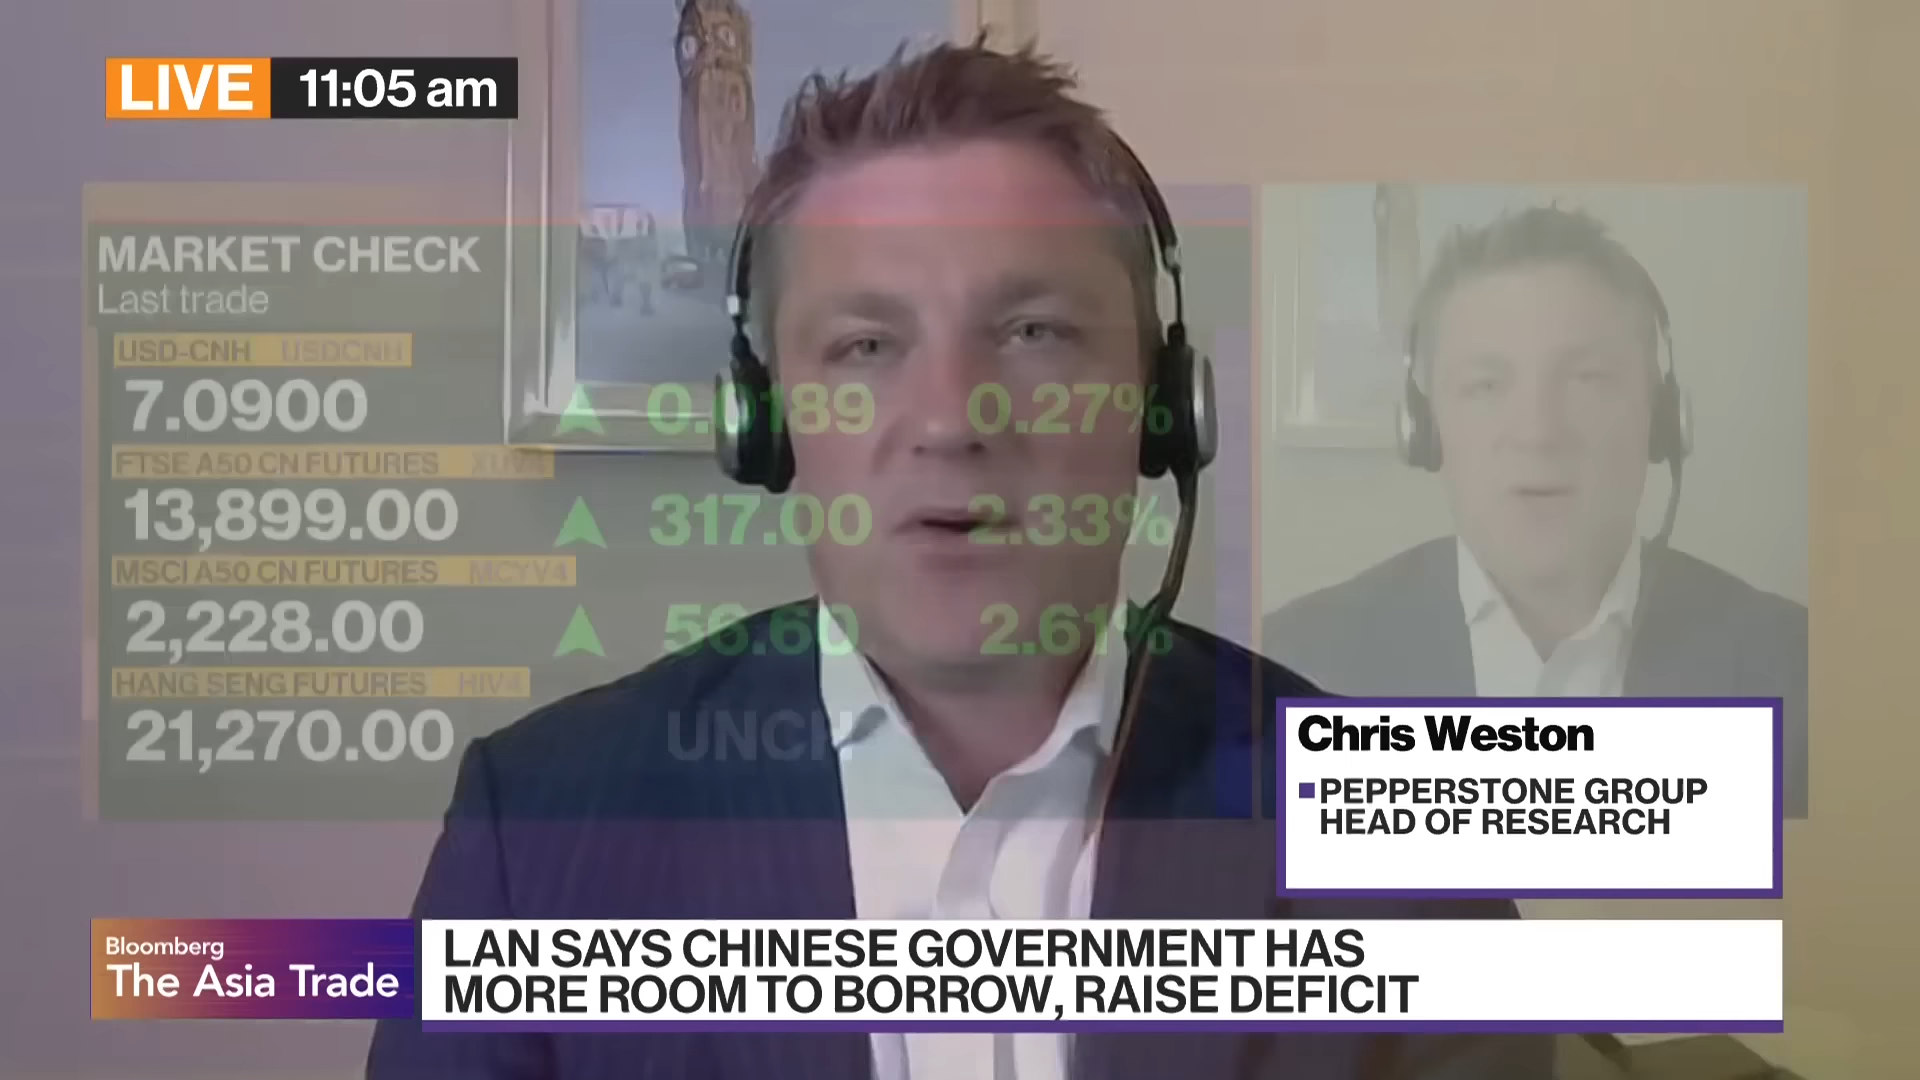 LIVE 11:05 am
MARKET CHECK
Last trade
USD-CNH USDCNH
7.0900 ▲ 0.0189 0.27%
FTSE A50 CN FUTURES XUV4
13,899.00 ▲ 317.00 2.33%
MSCI A50 CN FUTURES MCYV4
2,228.00 ▲ 56.60 2.61%
HANG SENG FUTURES HIV4
21,270.00 UNCH
Chris Weston
PEPPERSTONE GROUP
HEAD OF RESEARCH
Bloomberg
The Asia Trade
LAN SAYS CHINESE GOVERNMENT HAS
MORE ROOM TO BORROW, RAISE DEFICIT